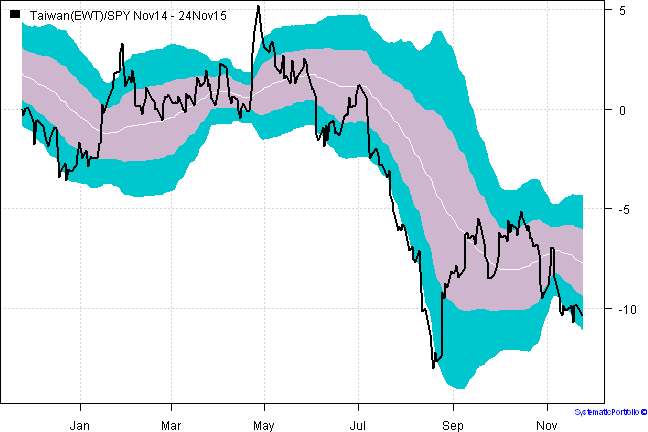 Taiwan(EWT)/SPY Nov14 - 24Nov15
5
0
-5
-10
Jan Mar May Jul Sep Nov
SystematicPortfolio ©